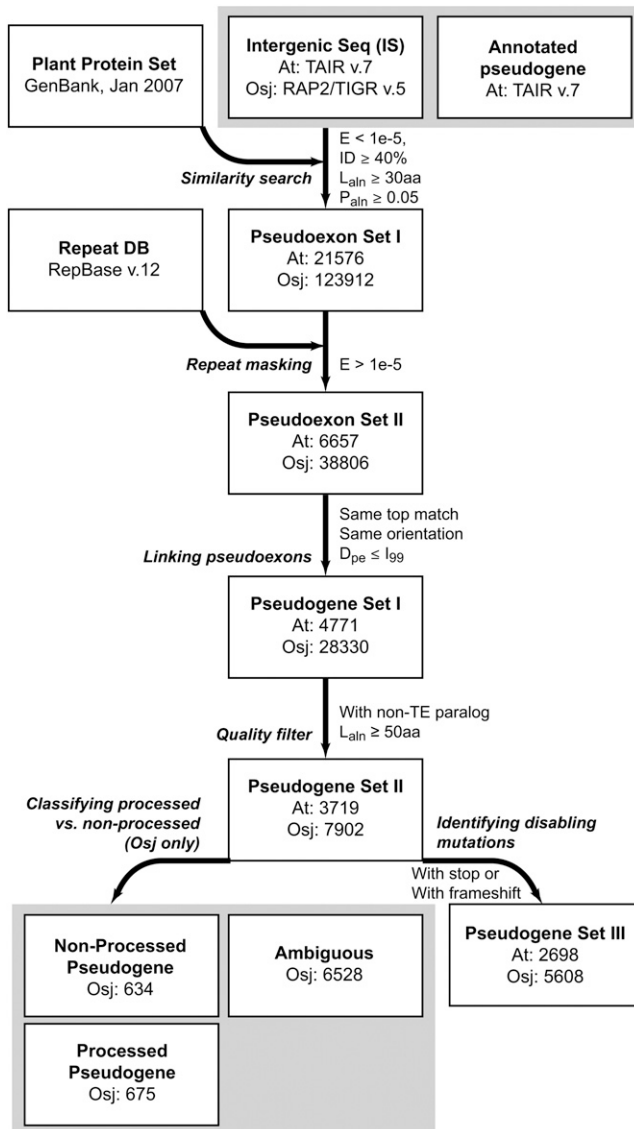 Plant Protein Set
GenBank, Jan 2007
Intergenic Seq (IS)
At: TAIR v.7
Osj: RAP2/TIGR v.5
Annotated
pseudogene
At: TAIR v.7
E < 1e-5,
ID ≥ 40%
Laln ≥ 30aa
Paln ≥ 0.05
Similarity search
Repeat DB
RepBase v.12
Pseudoexon Set I
At: 21576
Osj: 123912
Repeat masking
E > 1e-5
Pseudoexon Set II
At: 6657
Osj: 38806
Same top match
Same orientation
Dpe ≤ I99
Linking pseudoexons
Pseudogene Set I
At: 4771
Osj: 28330
With non-TE paralog
Laln ≥ 50aa
Quality filter
Pseudogene Set II
At: 3719
Osj: 7902
Classifying processed
vs. non-processed
(Osj only)
Identifying disabling
mutations
With stop or
With frameshift
Non-Processed
Pseudogene
Osj: 634
Ambiguous
Osj: 6528
Pseudogene Set III
At: 2698
Osj: 5608
Processed
Pseudogene
Osj: 675